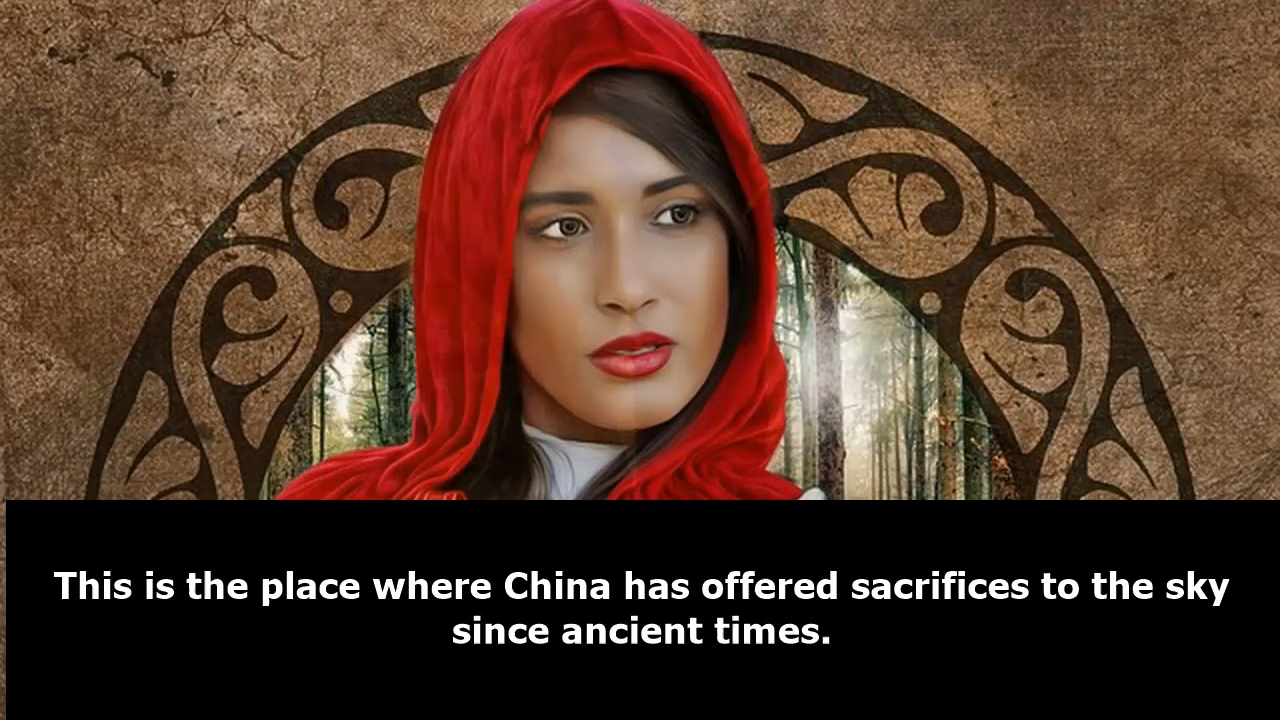 This is the place where China has offered sacrifices to the sky
since ancient times.